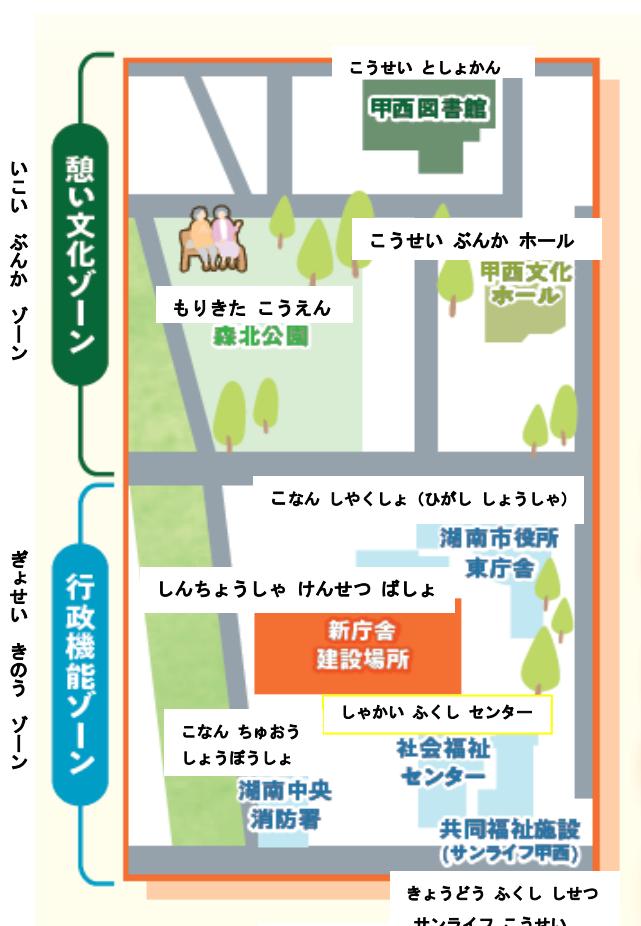 こうせい としょかん
甲西図書館
いこい ぶんか ゾーン
憩い文化ゾーン
こうせい ぶんか ホール
甲西文化
ホール
もりきた こうえん
森北公園
こなん しやくしょ（ひがし しょうしゃ）
湖南市役所
東庁舎
ぎょせい きのう ゾーン
行政機能ゾーン
しんちょうしゃ けんせつ ばしょ
新庁舎
建設場所
しゃかい ふくし センター
社会福祉
センター
こなん ちゅおう
しょうぼうしょ
湖南中央
消防署
共同福祉施設
(サンライフ甲西)
きょうどう ふくし しせつ
サンライフ こうせい